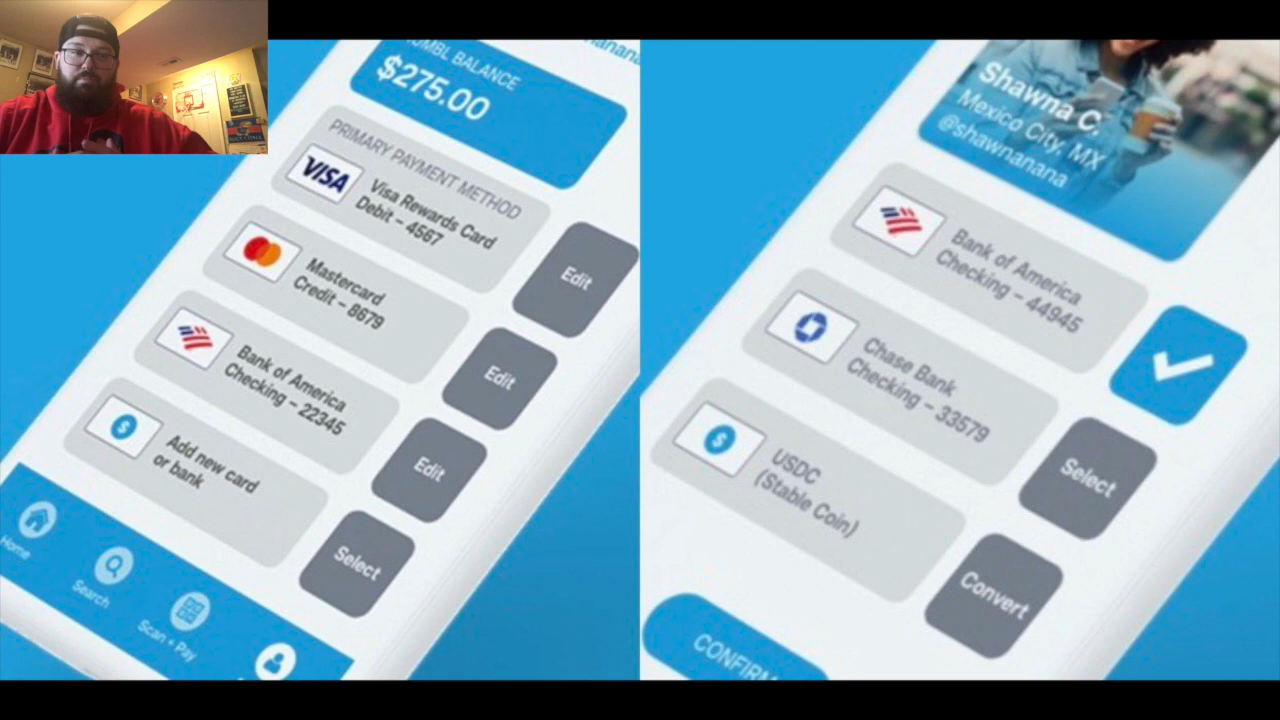 $275.00
BALANCE
PRIMARY PAYMENT METHOD
VISA
Visa Rewards Card
Debit – 4567
Edit
Mastercard
Credit – 8679
Edit
Bank of America
Checking – 22345
Edit
$
Add new card
or bank
Select
Home
Search
Scan + Pay
Shawna C.
Mexico City, MX
@shawnanana
Bank of America
Checking – 44945
Chase Bank
Checking – 33579
Select
$
USDC
(Stable Coin)
Convert
CONFIRM